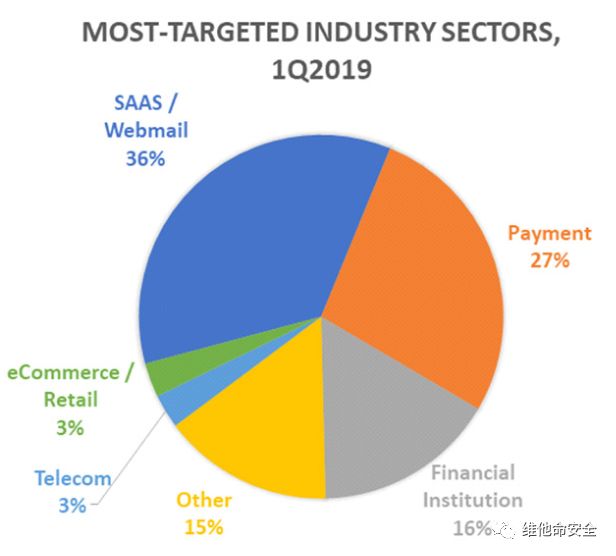 MOST-TARGETED INDUSTRY SECTORS,
1Q2019
SAAS /
Webmail
36%
Payment
27%
eCommerce /
Retail
3%
Telecom
3%
Other
15%
Financial
Institution
16%
维他命安全